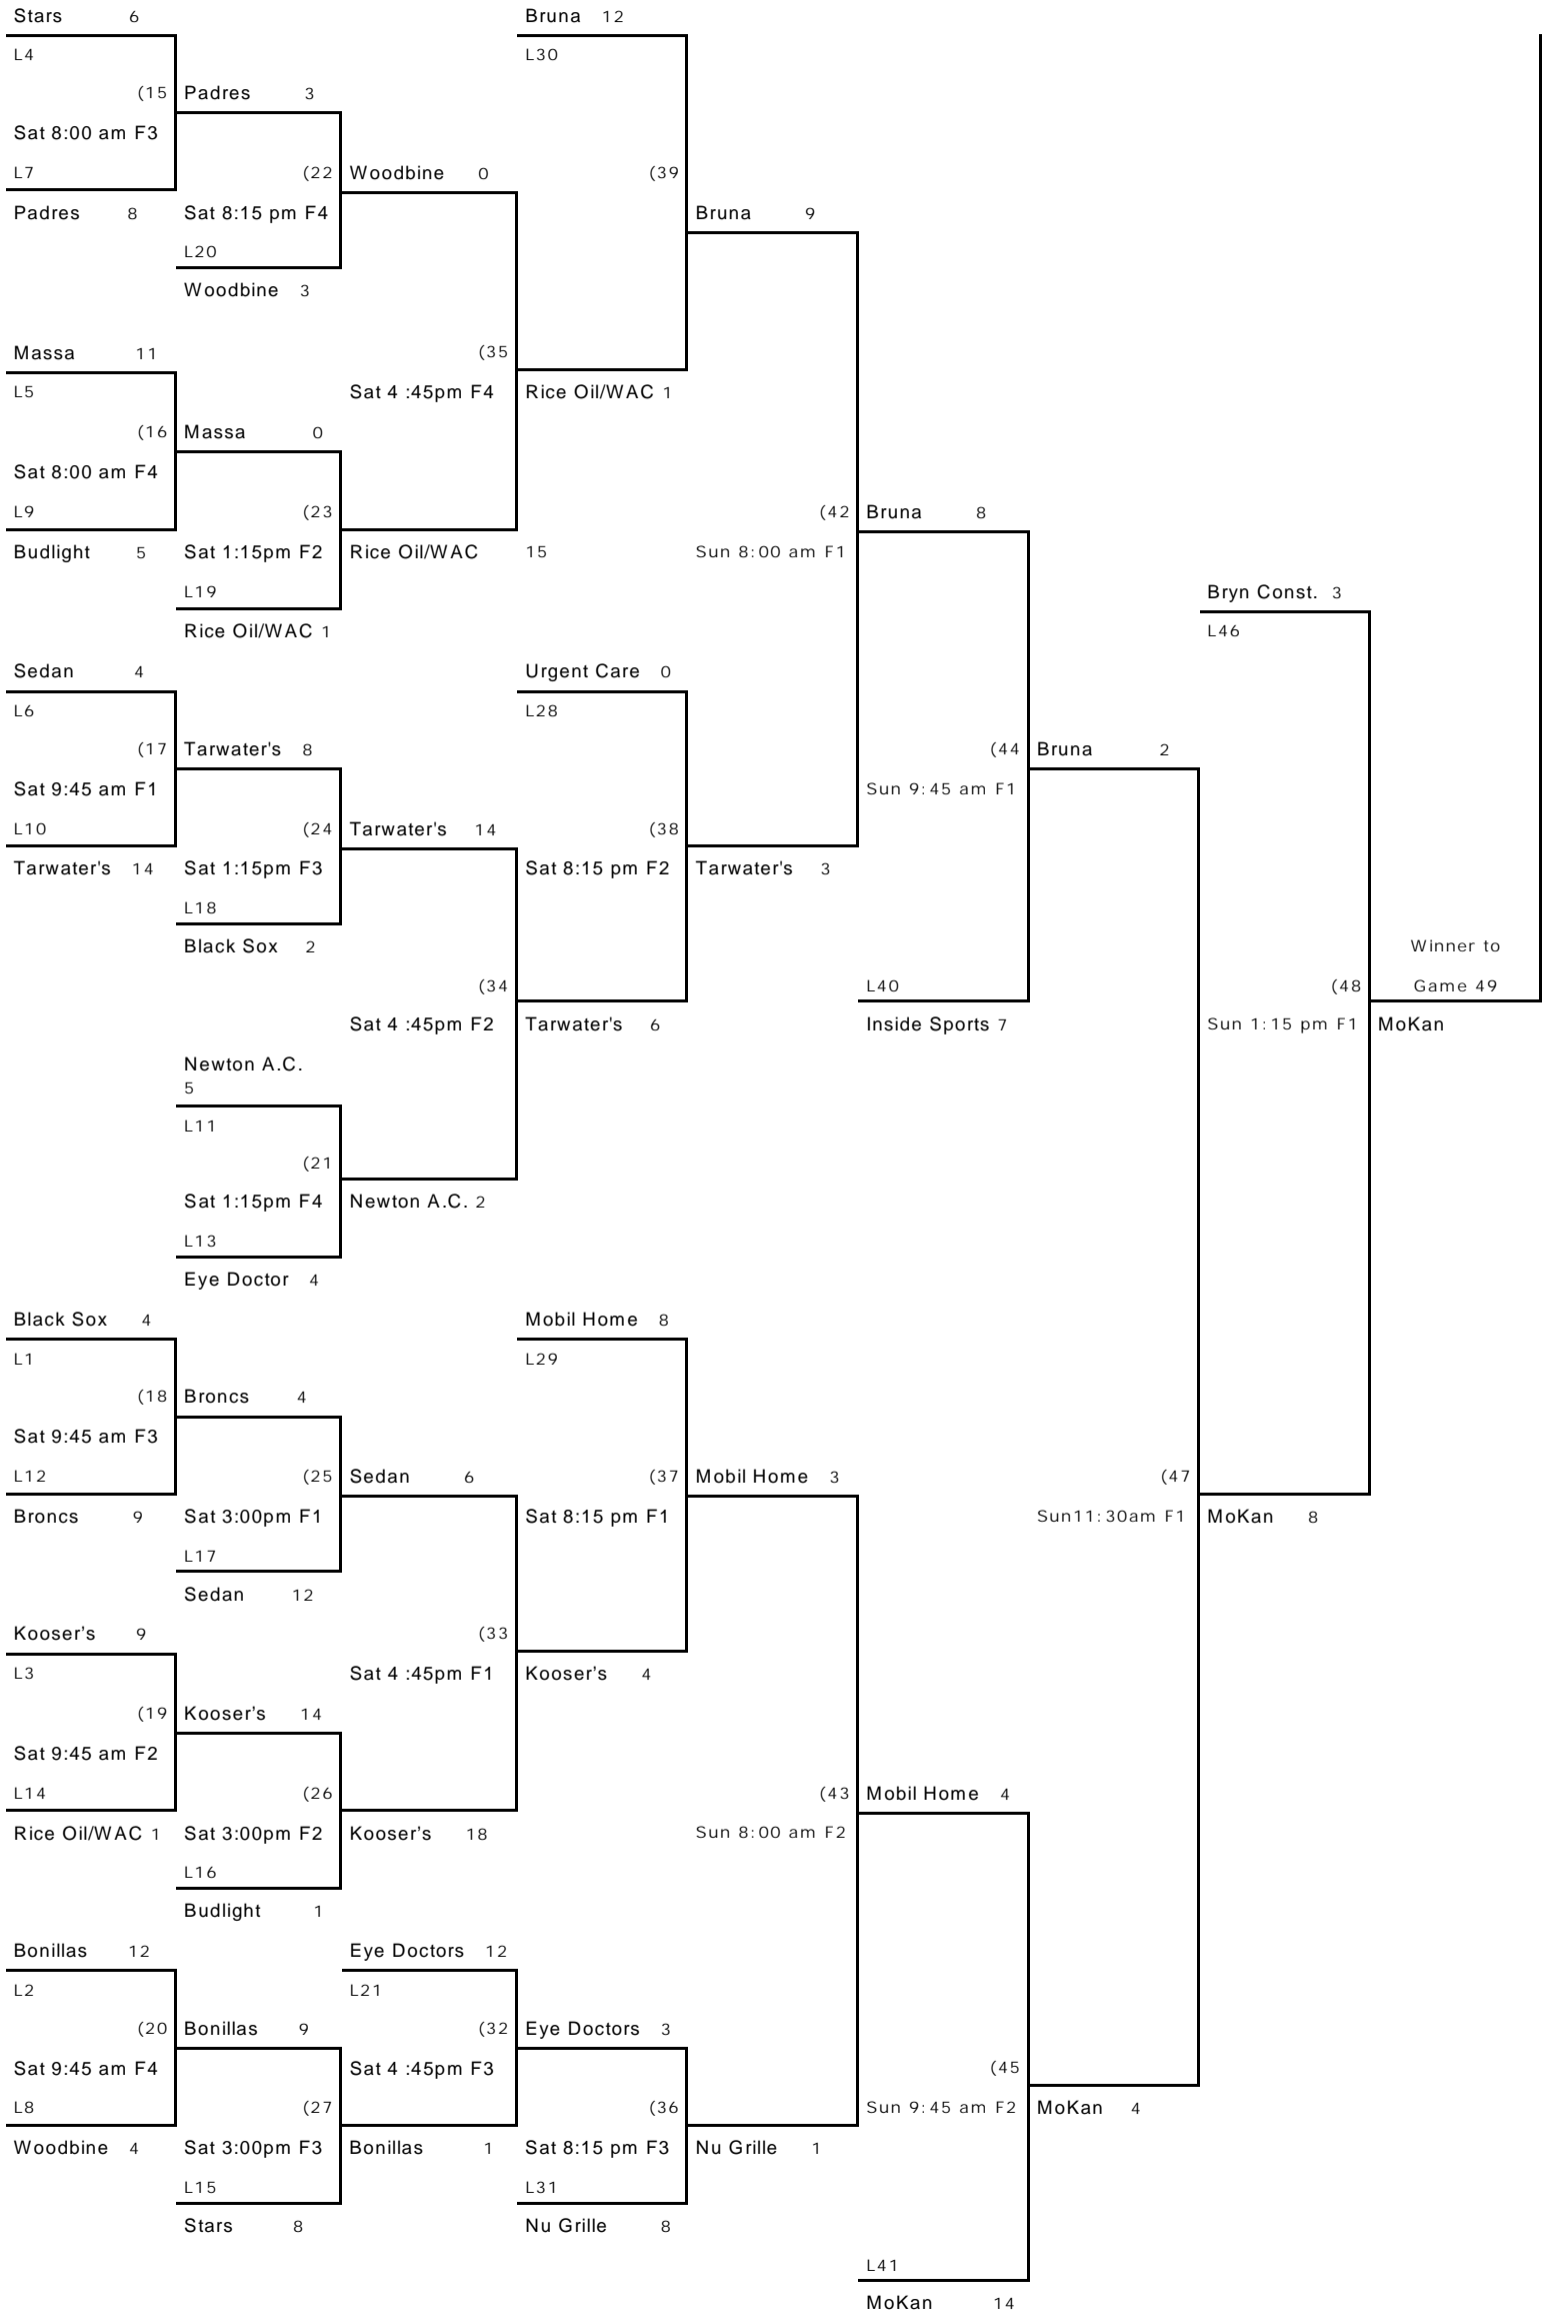 Stars 6
Bruna 12
L4
L30
(15
Padres 3
Sat 8:00 am F3
L7
(22
Woodbine 0
(39
Padres 8
Sat 8:15 pm F4
Bruna 9
L20
Woodbine 3
Massa 11
(35
L5
Sat 4 :45pm F4
Rice Oil/WAC 1
(16
Massa 0
Sat 8:00 am F4
L9
(23
(42
Bruna 8
Budlight 5
Sat 1:15pm F2
Rice Oil/WAC 15
Sun 8:00 am F1
L19
Bryn Const. 3
Rice Oil/WAC 1
L46
Sedan 4
Urgent Care 0
L6
L28
(17
Tarwater's 8
(44
Bruna 2
Sat 9:45 am F1
Sun 9:45 am F1
L10
(24
Tarwater's 14
(38
Tarwater's 14
Sat 1:15pm F3
Sat 8:15 pm F2
Tarwater's 3
L18
Black Sox 2
Winner to
(34
L40
(48
Game 49
Sat 4 :45pm F2
Tarwater's 6
Inside Sports 7
Sun 1:15 pm F1
MoKan
Newton A.C.
5
L11
(21
Sat 1:15pm F4
Newton A.C. 2
L13
Eye Doctor 4
Black Sox 4
Mobil Home 8
L1
L29
(18
Broncs 4
Sat 9:45 am F3
L12
(25
Sedan 6
(37
Mobil Home 3
(47
Broncs 9
Sat 3:00pm F1
Sat 8:15 pm F1
Sun11:30am F1
MoKan 8
L17
Sedan 12
Kooser's 9
(33
L3
Sat 4 :45pm F1
Kooser's 4
(19
Kooser's 14
Sat 9:45 am F2
L14
(26
(43
Mobil Home 4
Rice Oil/WAC 1
Sat 3:00pm F2
Kooser's 18
Sun 8:00 am F2
L16
Budlight 1
Bonillas 12
Eye Doctors 12
L2
L21
(20
Bonillas 9
(32
Eye Doctors 3
Sat 9:45 am F4
Sat 4 :45pm F3
(45
L8
(27
(36
Sun 9:45 am F2
MoKan 4
Woodbine 4
Sat 3:00pm F3
Bonillas 1
Sat 8:15 pm F3
Nu Grille 1
L15
L31
Stars 8
Nu Grille 8
L41
MoKan 14